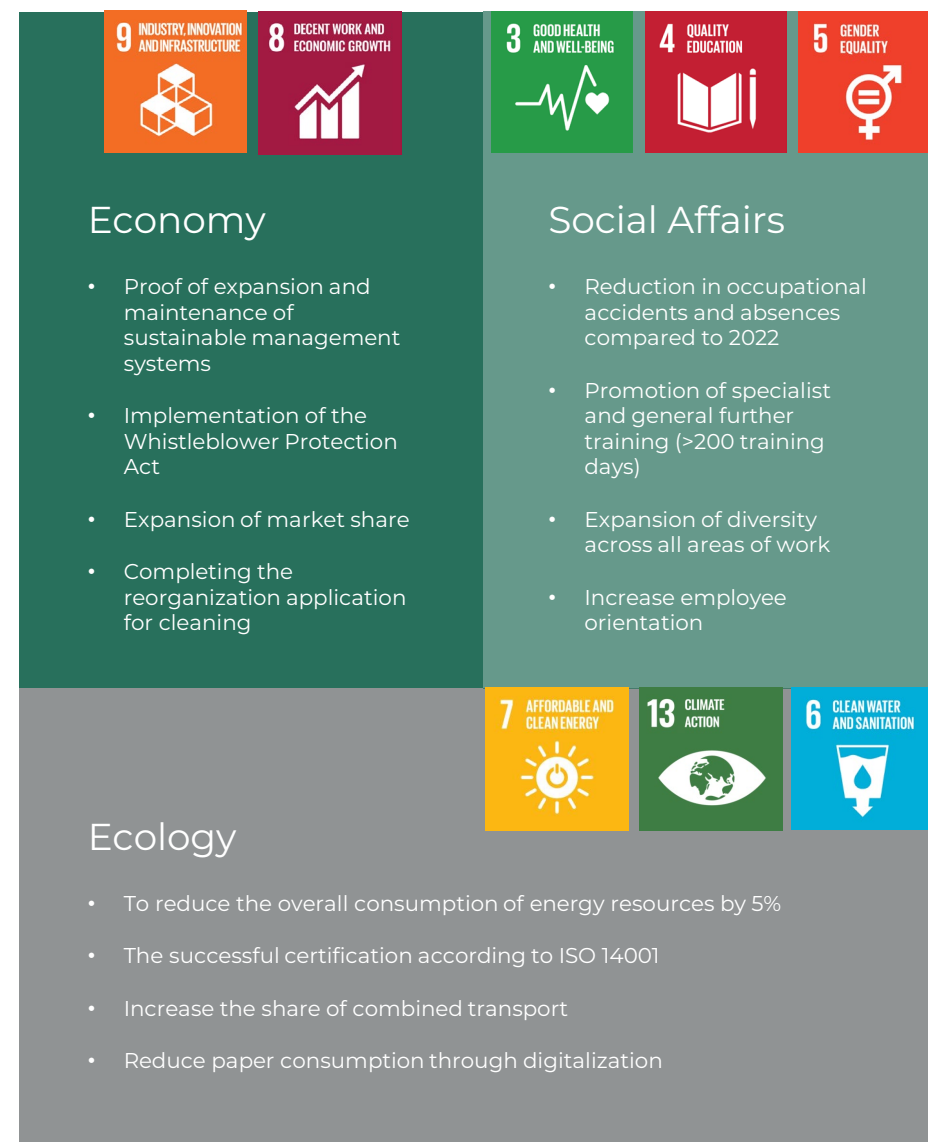 9 INDUSTRY, INNOVATION
AND INFRASTRUCTURE
8 DECENT WORK AND
ECONOMIC GROWTH
Economy
• Proof of expansion and
maintenance of
sustainable management
systems
• Implementation of the
Whistleblower Protection
Act
• Expansion of market share
• Completing the
reorganization application
for cleaning
3 GOOD HEALTH
AND WELL-BEING
4 QUALITY
EDUCATION
5 GENDER
EQUALITY
Social Affairs
• Reduction in occupational
accidents and absences
compared to 2022
• Promotion of specialist
and general further
training (>200 training
days)
• Expansion of diversity
across all areas of work
• Increase employee
orientation
7 AFFORDABLE AND
CLEAN ENERGY
13 CLIMATE
ACTION
6 CLEAN WATER
AND SANITATION
Ecology
• To reduce the overall consumption of energy resources by 5%
• The successful certification according to ISO 14001
• Increase the share of combined transport
• Reduce paper consumption through digitalization